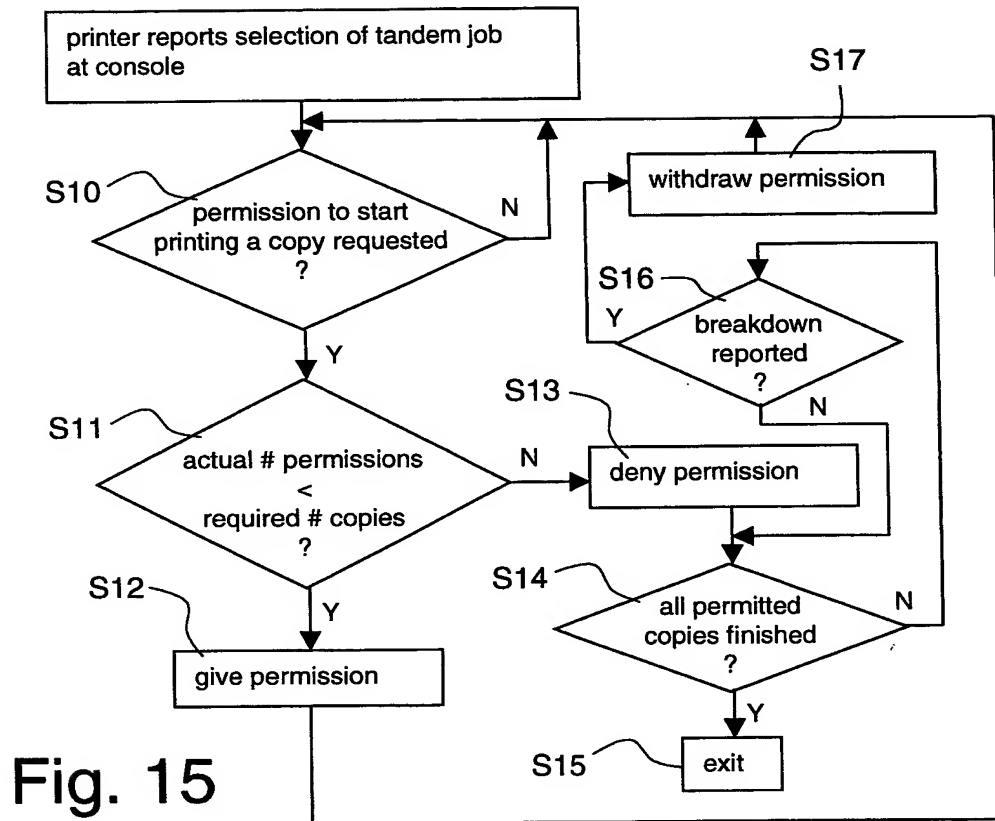 printer reports selection of tandem job
at console
S17
withdraw permission
S10
permission to start
printing a copy requested
?
N
Y
S16
breakdown
reported
?
Y
N
S11
actual # permissions
<
required # copies
?
N
Y
S13
deny permission
S12
give permission
S14
all permitted
copies finished
?
N
Y
S15
exit
Fig. 15